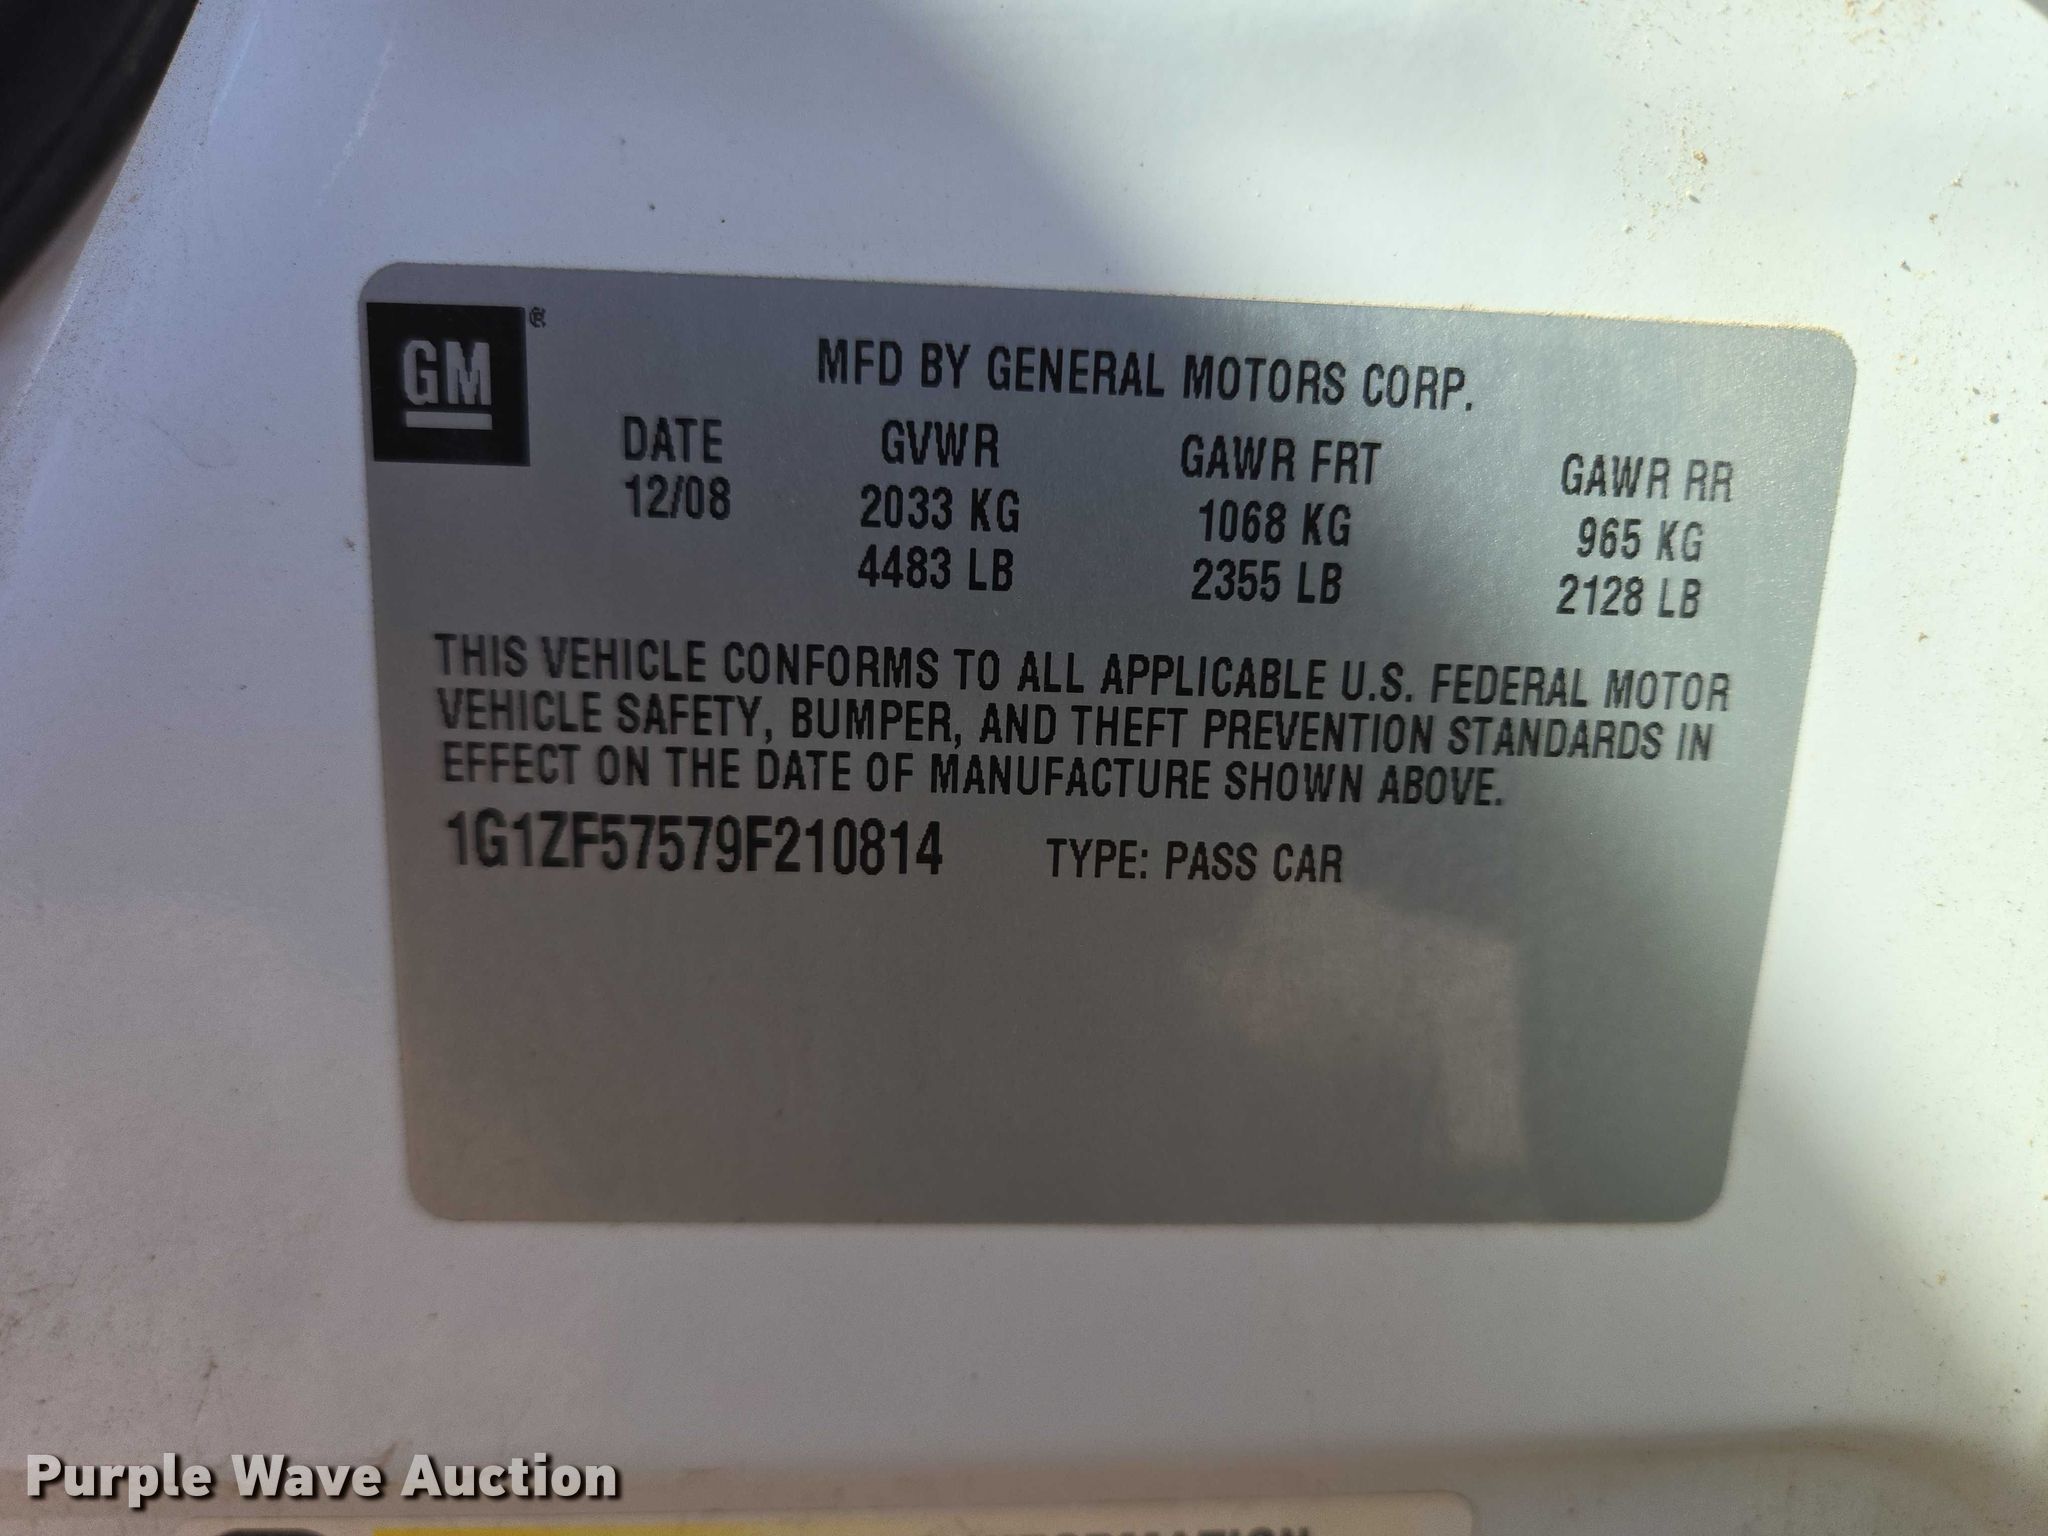 GM ®
MFD BY GENERAL MOTORS CORP.
DATE GVWR GAWR FRT GAWR RR
12/08 2033 KG 1068 KG 965 KG
4483 LB 2355 LB 2128 LB
THIS VEHICLE CONFORMS TO ALL APPLICABLE U.S. FEDERAL MOTOR
VEHICLE SAFETY, BUMPER, AND THEFT PREVENTION STANDARDS IN
EFFECT ON THE DATE OF MANUFACTURE SHOWN ABOVE.
1G1ZF57579F210814 TYPE: PASS CAR
Purple Wave Auction